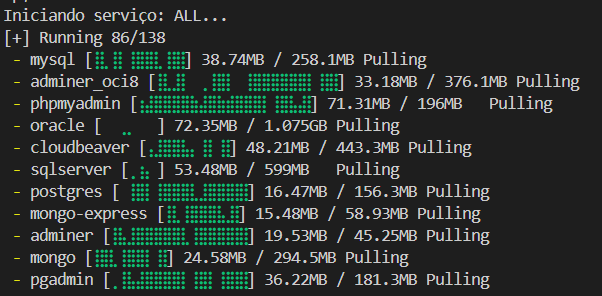 Iniciando serviço: ALL...
[+] Running 86/138
- mysql [⣿⣄⣿ ⣿⣿⣿⣄⣿⣿] 38.74MB / 258.1MB Pulling
- adminer_oci8 [] 33.18MB / 376.1MB Pulling
- phpmyadmin [] 71.31MB / 196MB Pulling
- oracle [] 72.35MB / 1.075GB Pulling
- cloudbeaver [] 48.21MB / 443.3MB Pulling
- sqlserver [] 53.48MB / 599MB Pulling
- postgres [] 16.47MB / 156.3MB Pulling
- mongo-express [] 15.48MB / 58.93MB Pulling
- adminer [] 19.53MB / 45.25MB Pulling
- mongo [] 24.58MB / 294.5MB Pulling
- pgadmin [] 36.22MB / 181.3MB Pulling